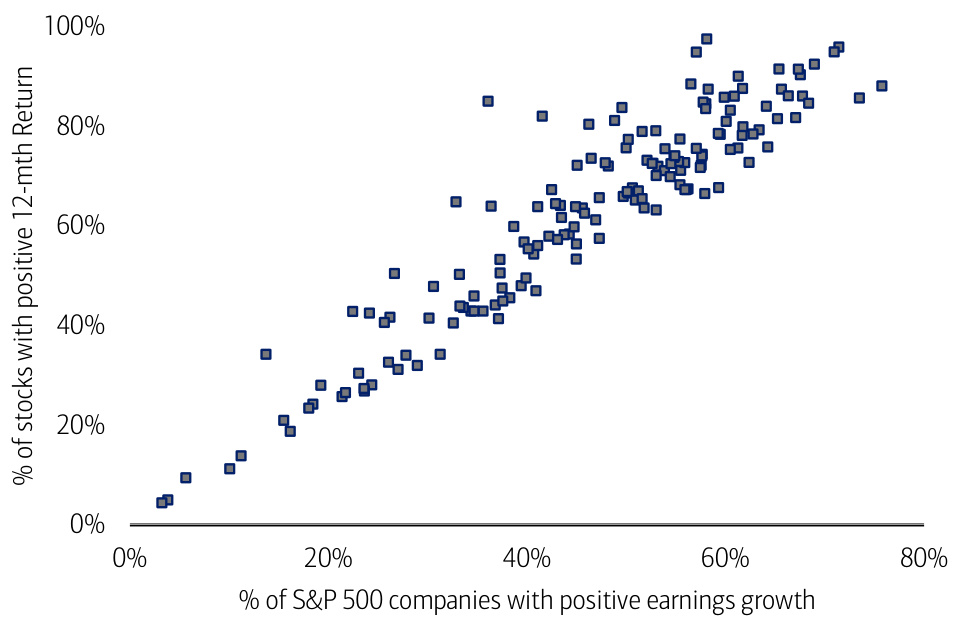 % of stocks with positive 12-mth Return
100%
80%
60%
40%
20%
0%
0% 20% 40% 60% 80%
% of S&P 500 companies with positive earnings growth